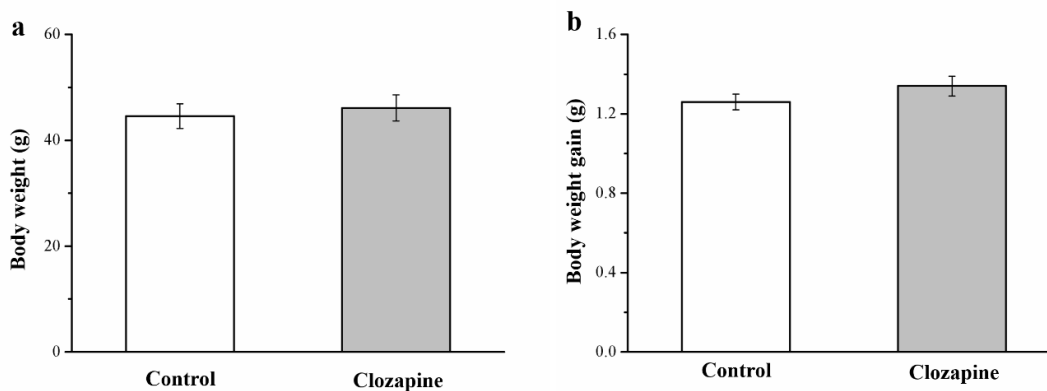 a
Body weight (g)
60
40
20
0
Control
Clozapine
b
Body weight gain (g)
1.6
1.2
0.8
0.4
0.0
Control
Clozapine